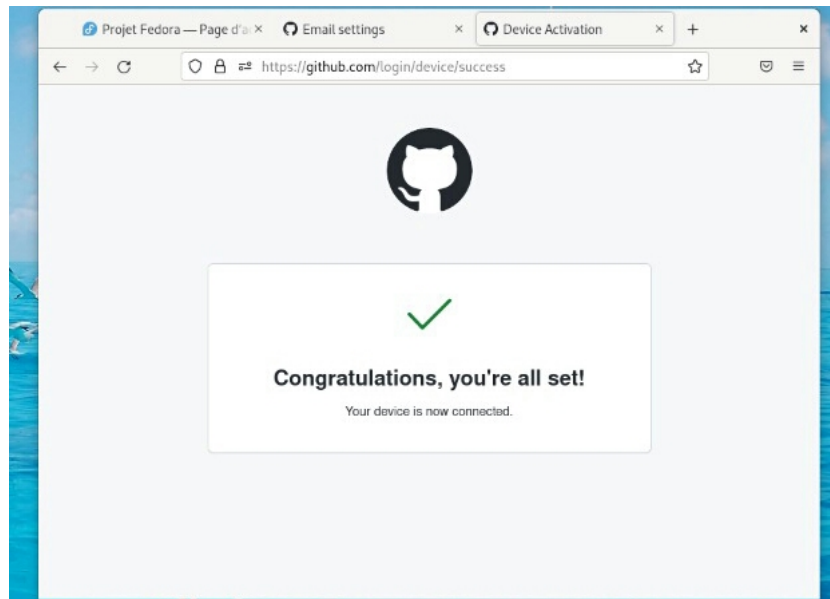 Projet Fedora — Page d'a
Email settings
Device Activation
https://github.com/login/device/success
Congratulations, you're all set!
Your device is now connected.